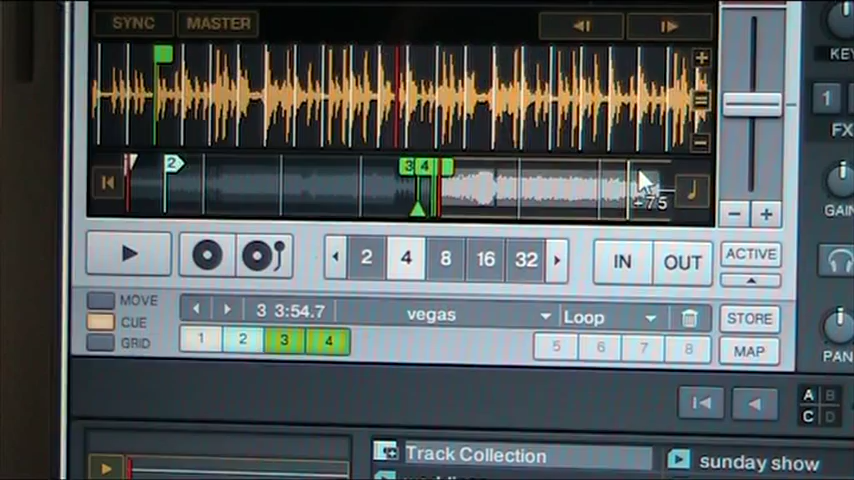 SYNC MASTER
KEY
1
FX
2 3 4
+75
GAIN
2 4 8 16 32 IN OUT ACTIVE
MOVE
CUE
GRID
3 3:54.7 vegas Loop STORE
1 2 3 4 5 6 7 8 MAP
PAN
A B
C D
Track Collection sunday show